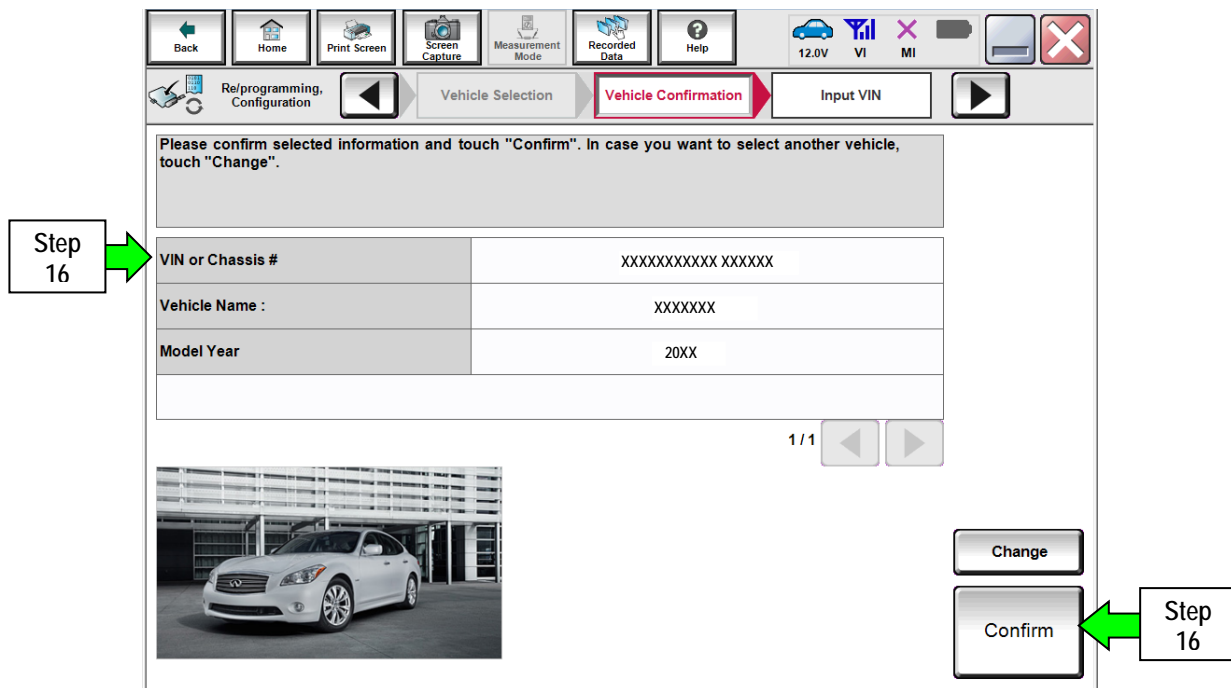 Back
Home
Print Screen
Screen
Capture
Measurement
Mode
Recorded
Data
Help
12.0V
VI
MI
Re/programming,
Configuration
Vehicle Selection
Vehicle Confirmation
Input VIN
Please confirm selected information and touch "Confirm". In case you want to select another vehicle,
touch "Change".
Step
16
VIN or Chassis #
XXXXXXXXXXX XXXXXX
Vehicle Name :
XXXXXXX
Model Year
20XX
1 / 1
Change
Confirm
Step
16